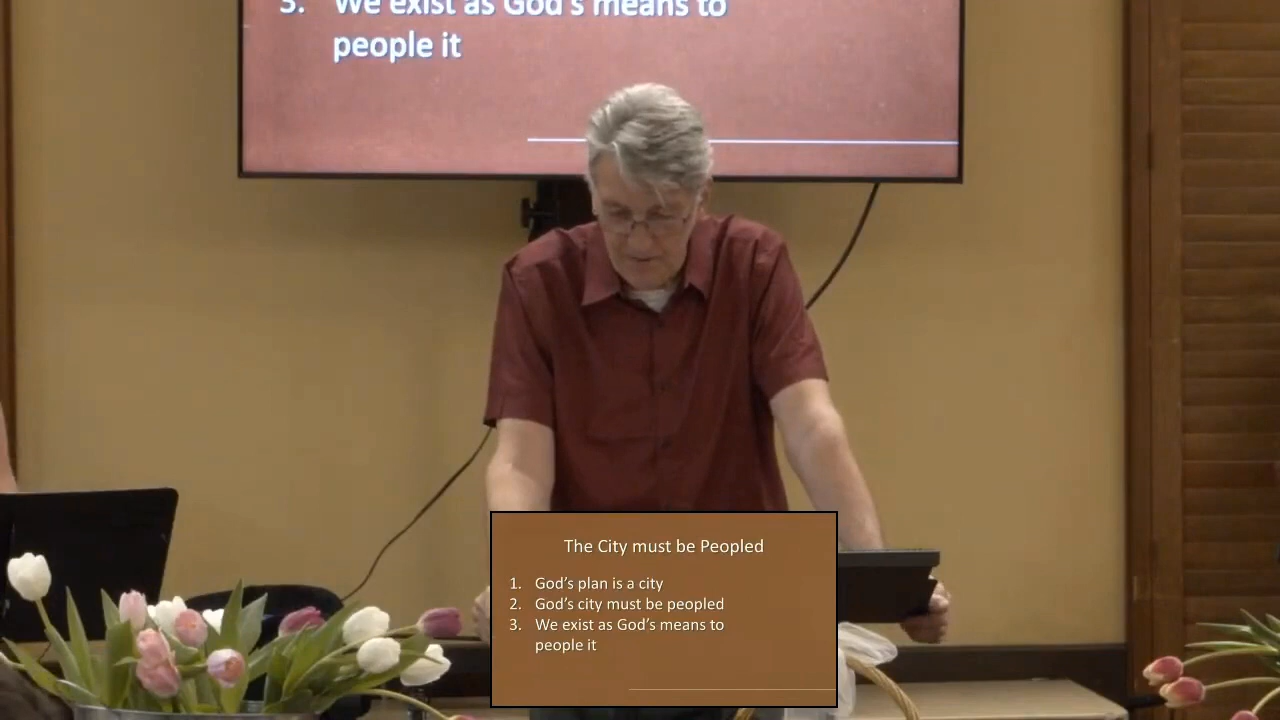 3. We exist as God's means to
people it
The City must be Peopled
1. God's plan is a city
2. God's city must be peopled
3. We exist as God's means to
people it